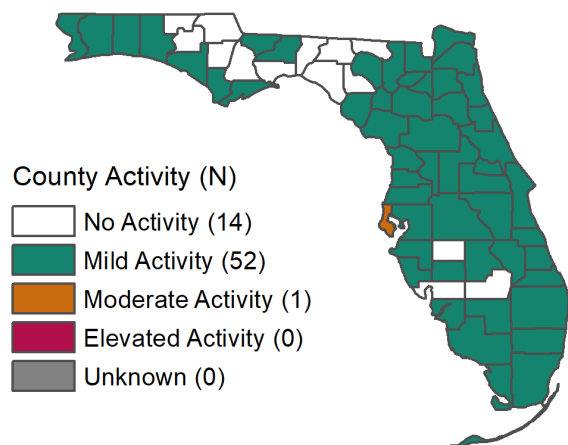 County Activity (N)
No Activity (14)
Mild Activity (52)
Moderate Activity (1)
Elevated Activity (0)
Unknown (0)